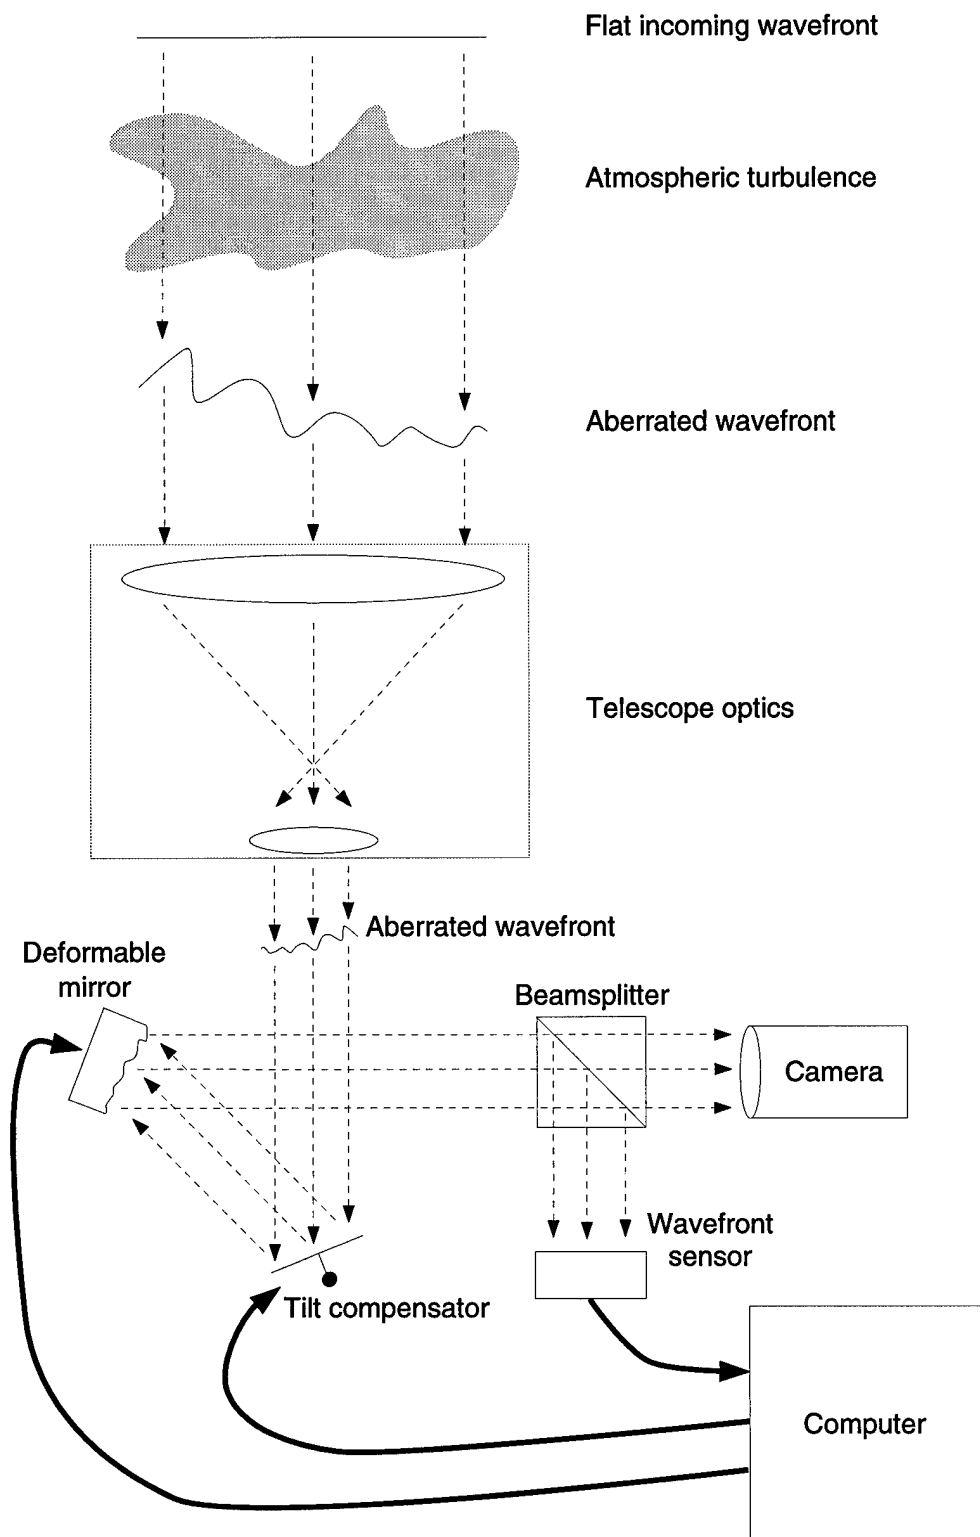 Flat incoming wavefront
Atmospheric turbulence
Aberrated wavefront
Telescope optics
Aberrated wavefront
Deformable
mirror
Beamsplitter
Camera
Wavefront
sensor
Tilt compensator
Computer